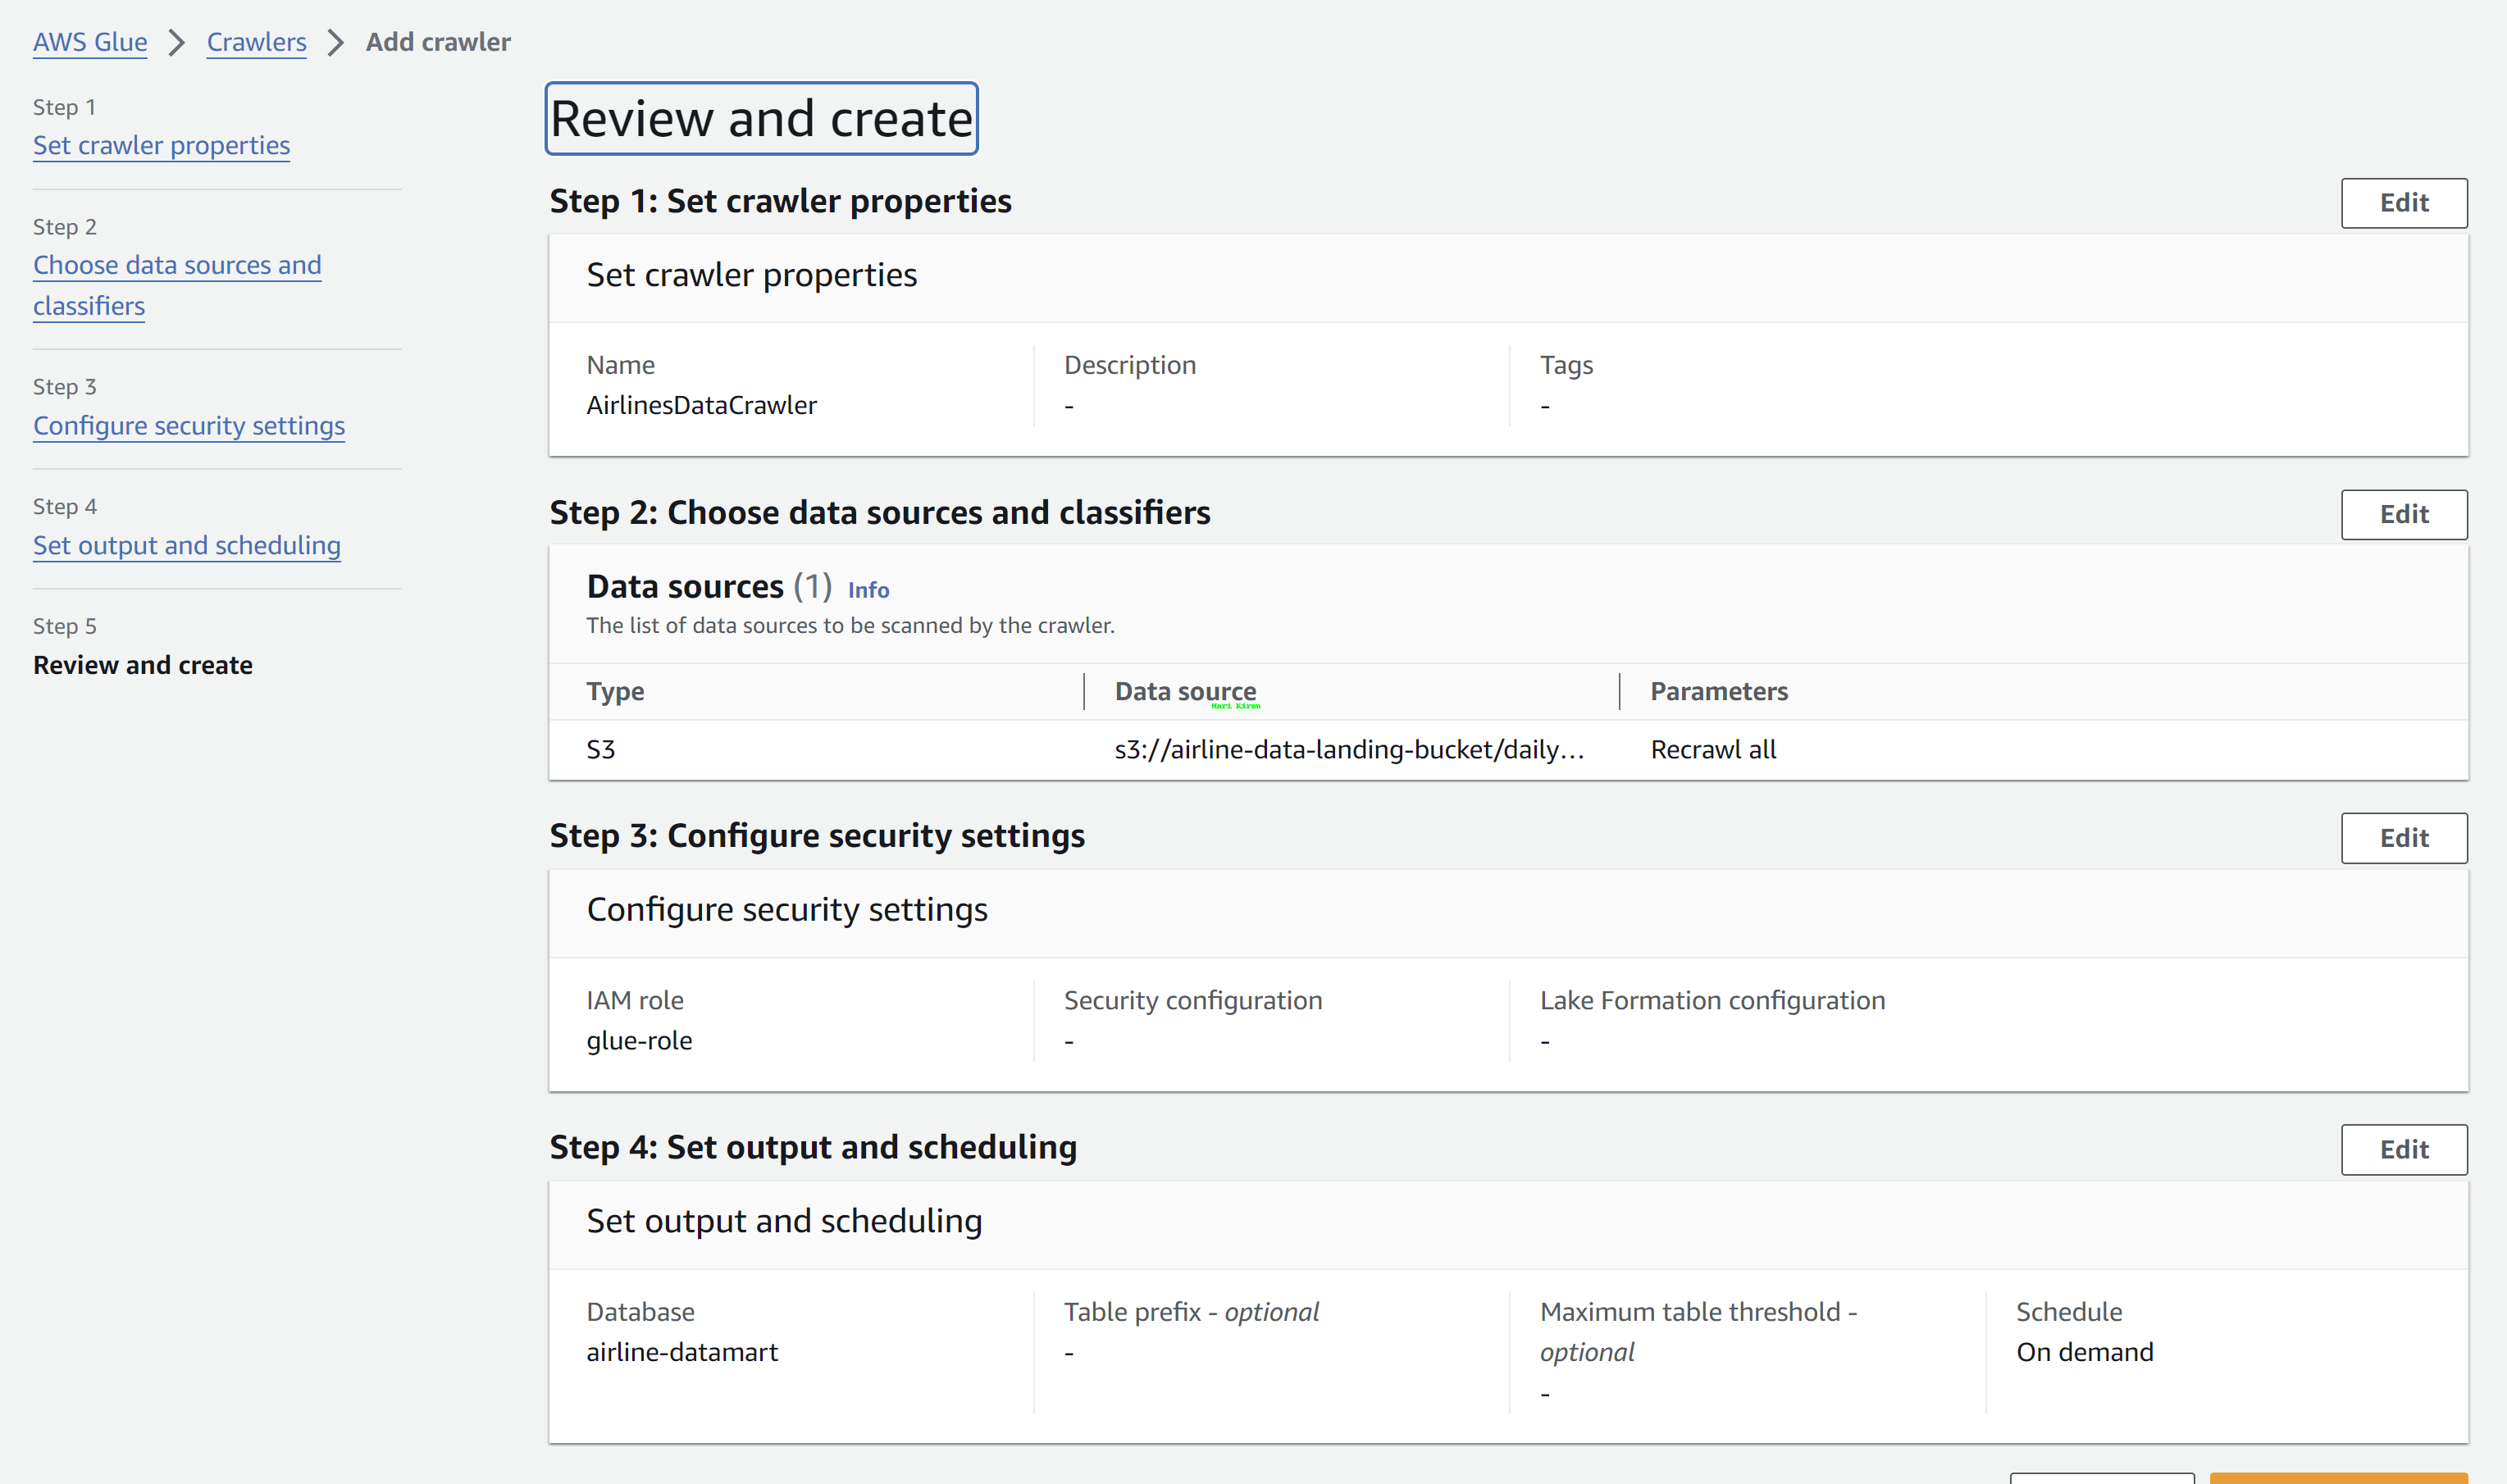 AWS Glue > Crawlers > Add crawler
Step 1
Set crawler properties
Step 2
Choose data sources and
classifiers
Step 3
Configure security settings
Step 4
Set output and scheduling
Step 5
Review and create
Review and create
Step 1: Set crawler properties
Edit
Set crawler properties
Name Description Tags
AirlinesDataCrawler - -
Step 2: Choose data sources and classifiers
Edit
Data sources (1) Info
The list of data sources to be scanned by the crawler.
Type Data source Parameters
Hari Kiran
S3 s3://airline-data-landing-bucket/daily... Recrawl all
Step 3: Configure security settings
Edit
Configure security settings
IAM role Security configuration Lake Formation configuration
glue-role - -
Step 4: Set output and scheduling
Edit
Set output and scheduling
Database Table prefix - optional Maximum table threshold - Schedule
airline-datamart - optional On demand
-